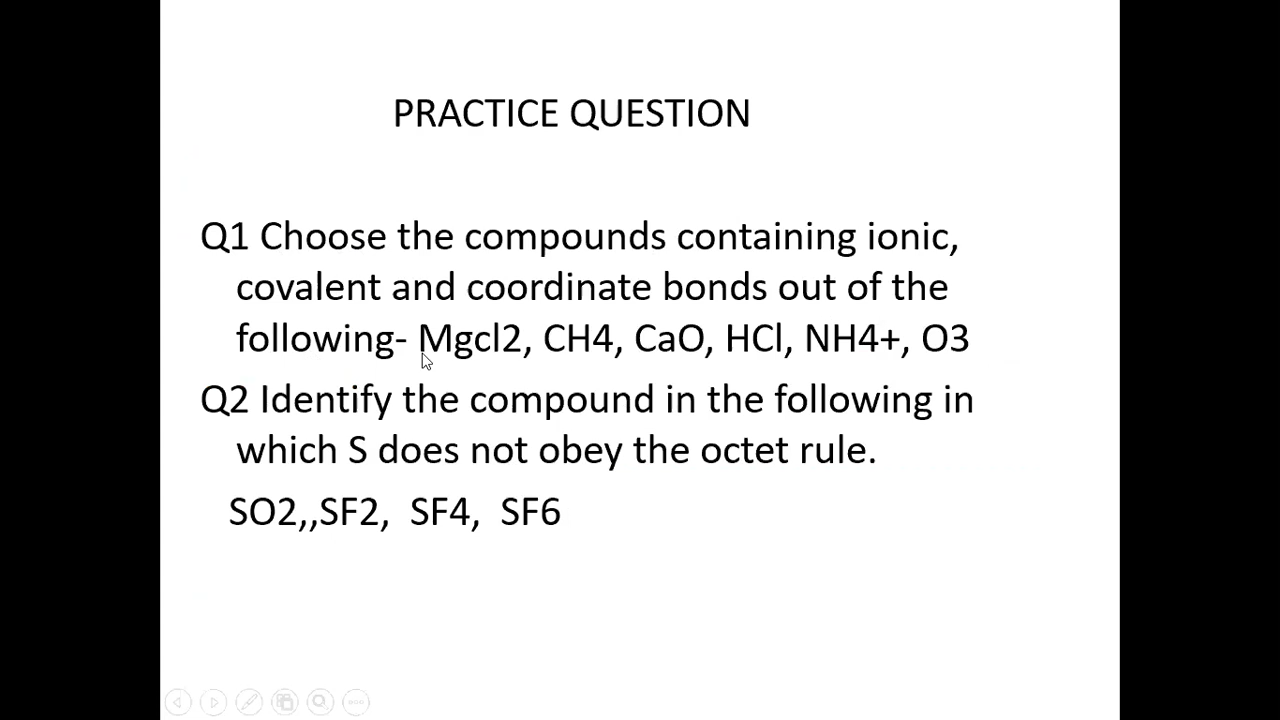 PRACTICE QUESTION
Q1 Choose the compounds containing ionic,
covalent and coordinate bonds out of the
following- Mgcl2, CH4, CaO, HCl, NH4+, O3
Q2 Identify the compound in the following in
which S does not obey the octet rule.
SO2,,SF2, SF4, SF6